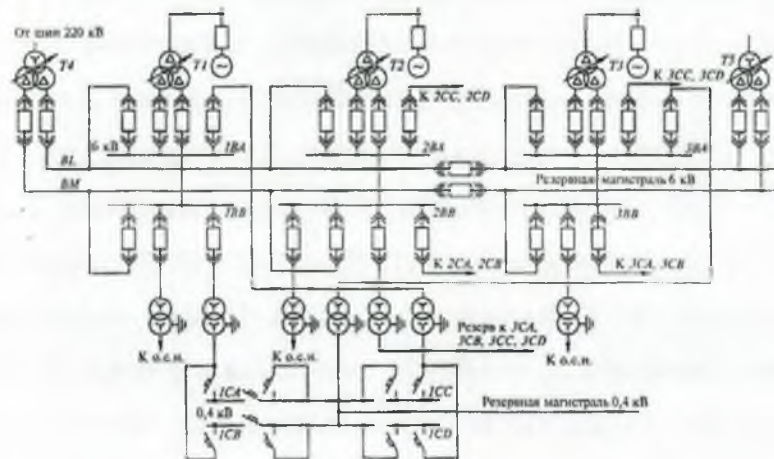 От шин 220 кВ
T4
T1
T2
T3
T5
К 2CC, 2CD
К 3CC, 3CD
6 кВ
1BA
2BA
3BA
BL
BM
Резервная магистраль 6 кВ
1BB
2BB
3BB
К 2CA, 2CB
К 3CA, 3CB
Резерв к 3CA,
3CB, 3CC, 3CD
К о.с.н.
К о.с.н.
К о.с.н.
1CA
1CC
0,4 кВ
Резервная магистраль 0,4 кВ
1CB
1CD